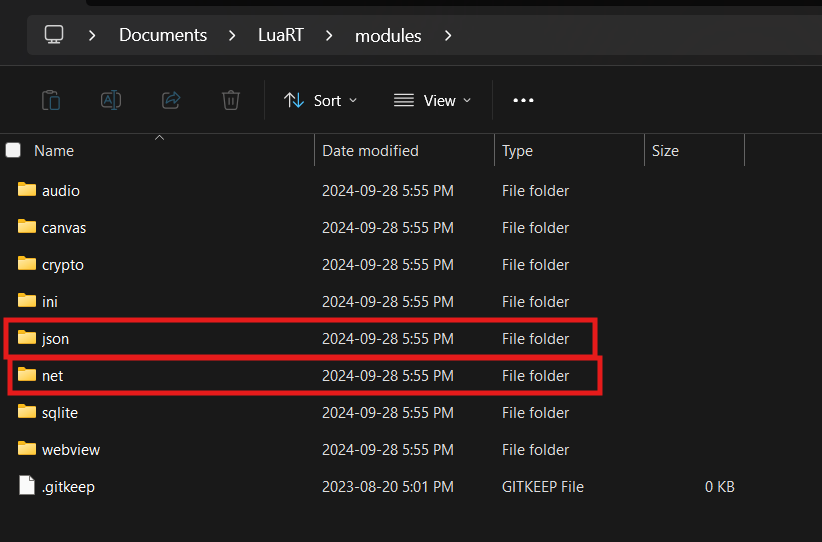 Documents LuaRT modules
Sort View
Name Date modified Type Size
audio 2024-09-28 5:55 PM File folder
canvas 2024-09-28 5:55 PM File folder
crypto 2024-09-28 5:55 PM File folder
ini 2024-09-28 5:55 PM File folder
json 2024-09-28 5:55 PM File folder
net 2024-09-28 5:55 PM File folder
sqlite 2024-09-28 5:55 PM File folder
webview 2024-09-28 5:55 PM File folder
.gitkeep 2023-08-20 5:01 PM GITKEEP File 0 KB